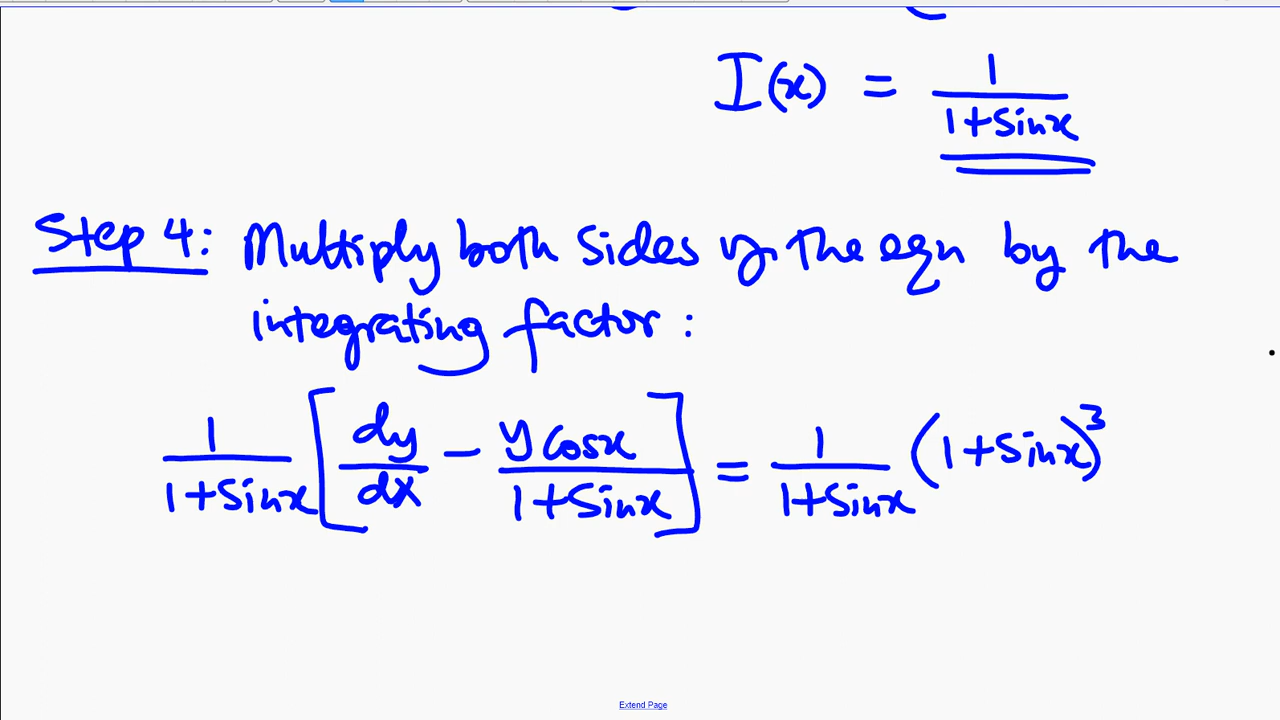 I(x) = 1/(1+Sinx)
Step 4: Multiply both sides of the eqn by the
integrating factor:
1/(1+Sinx) [dy/dx - ycosx/(1+Sinx)] = 1/(1+Sinx) (1+Sinx)^3
Extend Page